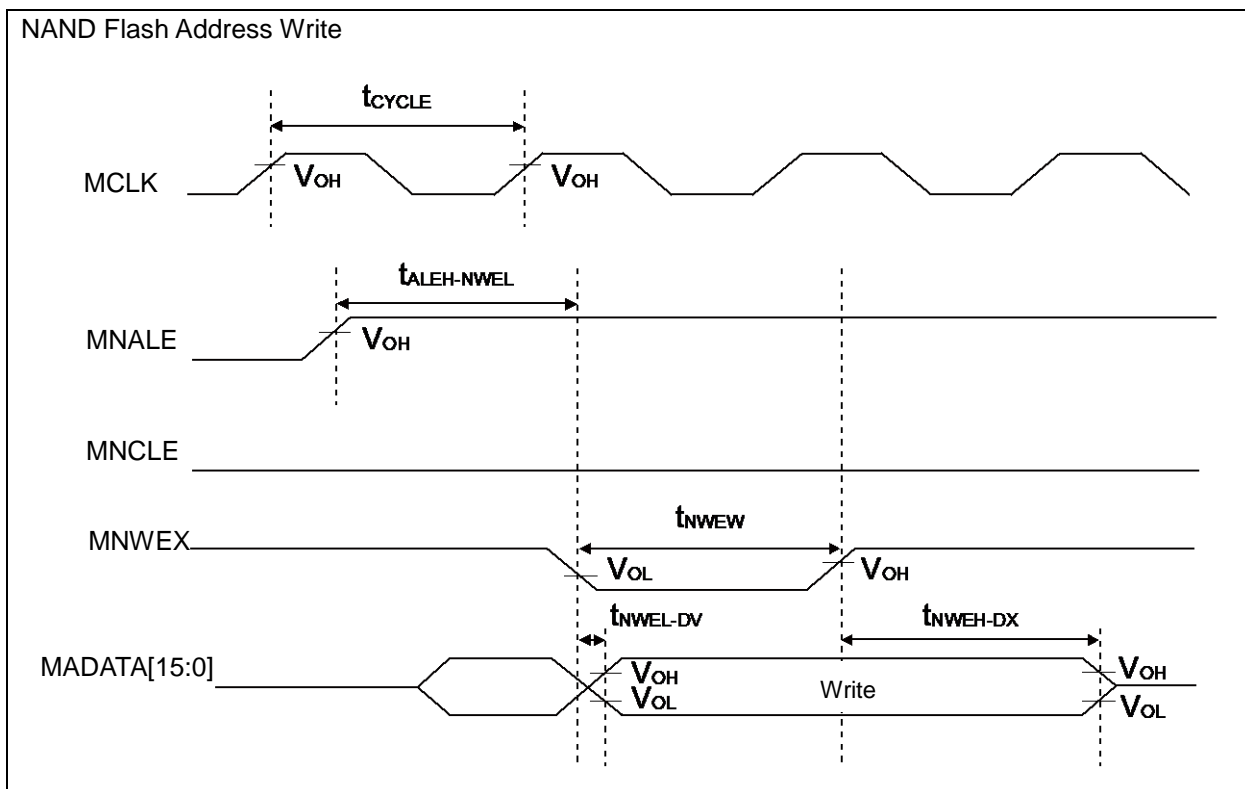 NAND Flash Address Write
tCYCLE
MCLK
VOH
VOH
tALEH-NWEL
MNALE
VOH
MNCLE
tNWEW
MNWEX
VOL
VOH
tNWEL-DV
tNWEH-DX
MADATA[15:0]
VOH
VOL
Write
VOH
VOL